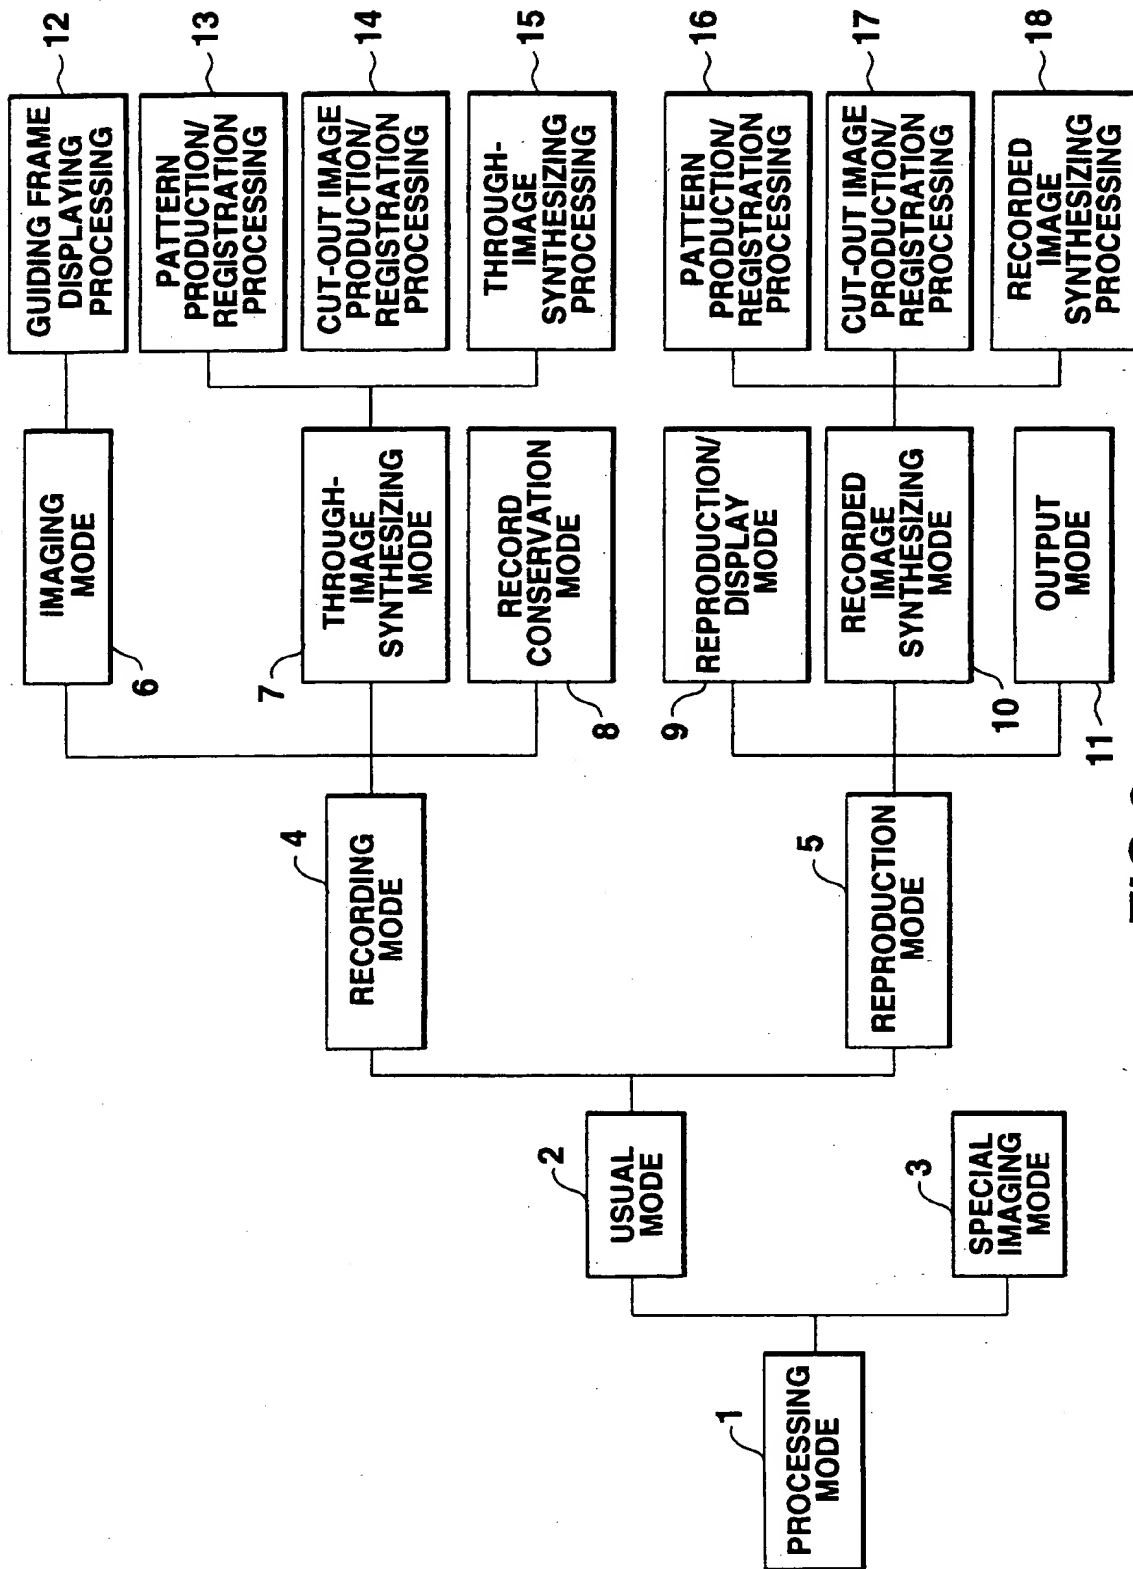 1
PROCESSING
MODE
2
USUAL
MODE
3
SPECIAL
IMAGING
MODE
4
RECORDING
MODE
5
REPRODUCTION
MODE
6
IMAGING
MODE
7
THROUGH-
IMAGE
SYNTHESIZING
MODE
8
RECORD
CONSERVATION
MODE
9
REPRODUCTION/
DISPLAY
MODE
10
RECORDED
IMAGE
SYNTHESIZING
MODE
11
OUTPUT
MODE
12
GUIDING FRAME
DISPLAYING
PROCESSING
13
PATTERN
PRODUCTION/
REGISTRATION
PROCESSING
14
CUT-OUT IMAGE
PRODUCTION/
REGISTRATION
PROCESSING
15
THROUGH-
IMAGE
SYNTHESIZING
PROCESSING
16
PATTERN
PRODUCTION/
REGISTRATION
PROCESSING
17
CUT-OUT IMAGE
PRODUCTION/
REGISTRATION
PROCESSING
18
RECORDED
IMAGE
SYNTHESIZING
PROCESSING